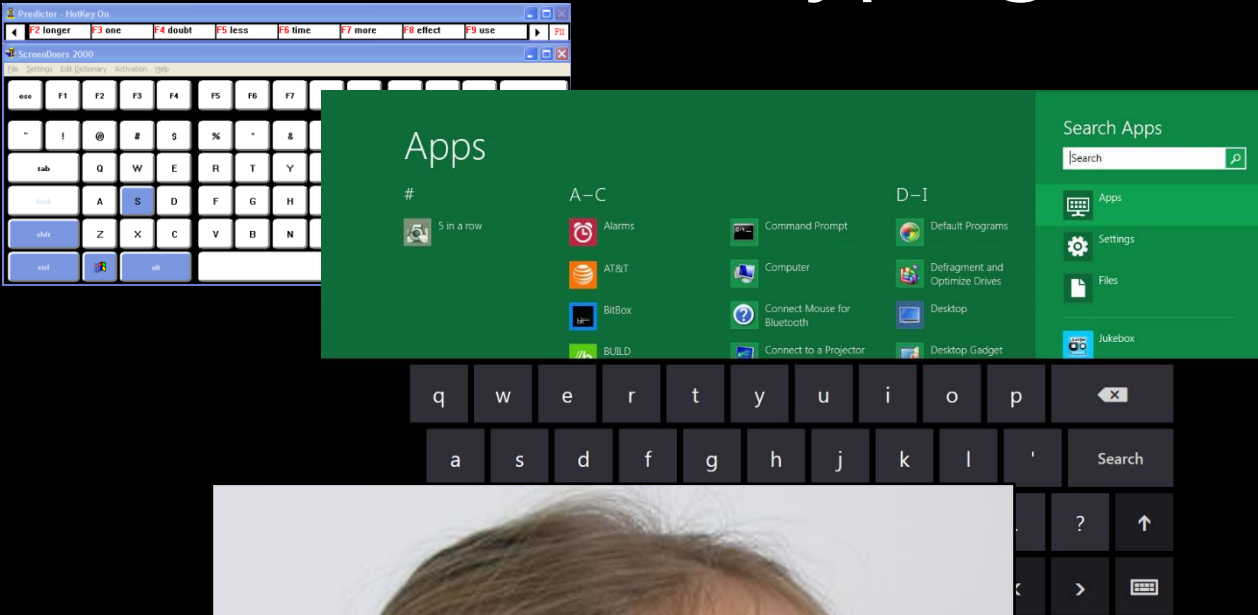 Predictor - HotKey On
F2 longer F3 one F4 doubt F5 less F6 time F7 more F8 effect F9 use F11
ScreenDoors 2000
File Settings Edit Dictionary Activation Help
esc F1 F2 F3 F4 F5 F6 F7
~ ! @ # $ % ^ &
tab Q W E R T Y
lock A S D F G H
shift Z X C V B N
ctrl alt
Apps
#
5 in a row
A-C
Alarms
AT&T
BitBox
BUILD
Command Prompt
Computer
Connect Mouse for
Bluetooth
Connect to a Projector
D-I
Default Programs
Defragment and
Optimize Drives
Desktop
Desktop Gadget
Search Apps
Search
Apps
Settings
Files
Jukebox
q w e r t y u i o p
a s d f g h j k l ' Search
?
>